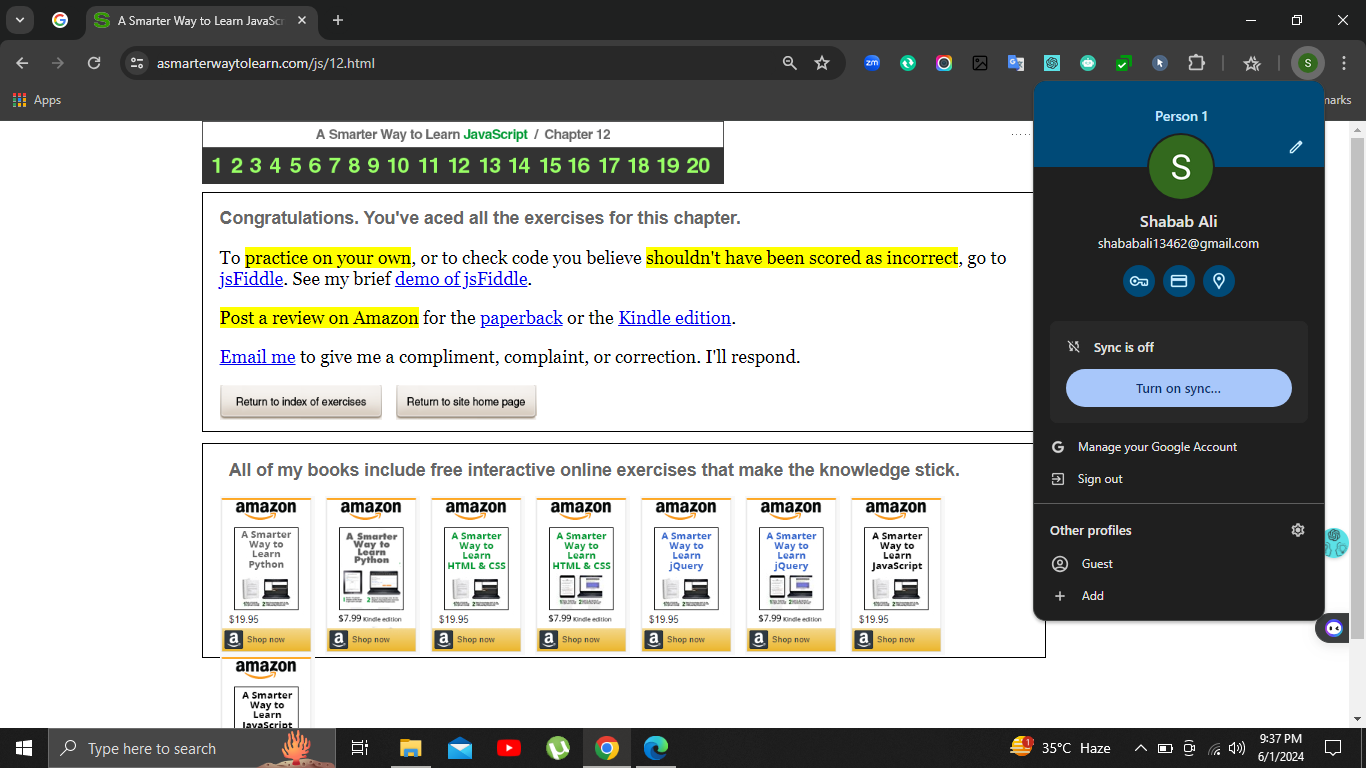 A Smarter Way to Learn JavaScr
asmarterwaytolearn.com/js/12.html
zm
S
Apps
marks
A Smarter Way to Learn JavaScript / Chapter 12
1 2 3 4 5 6 7 8 9 10 11 12 13 14 15 16 17 18 19 20
Congratulations. You've aced all the exercises for this chapter.
To practice on your own, or to check code you believe shouldn't have been scored as incorrect, go to
jsFiddle. See my brief demo of jsFiddle.
Post a review on Amazon for the paperback or the Kindle edition.
Email me to give me a compliment, complaint, or correction. I'll respond.
Return to index of exercises Return to site home page
Person 1
S
Shabab Ali
shababali13462@gmail.com
Sync is off
Turn on sync...
Manage your Google Account
Sign out
Other profiles
Guest
Add
All of my books include free interactive online exercises that make the knowledge stick.
amazon amazon amazon amazon amazon amazon amazon
A Smarter Way to Learn Python
A Smarter Way to Learn Python
A Smarter Way to Learn HTML & CSS
A Smarter Way to Learn HTML & CSS
A Smarter Way to Learn jQuery
A Smarter Way to Learn jQuery
A Smarter Way to Learn JavaScript
$19.95 $7.99 Kindle edition $19.95 $7.99 Kindle edition $19.95 $7.99 Kindle edition $19.95
Shop now Shop now Shop now Shop now Shop now Shop now Shop now
amazon
A Smarter
Way to
Learn
JavaScript
Type here to search
1
35°C Haze
9:37 PM
6/1/2024